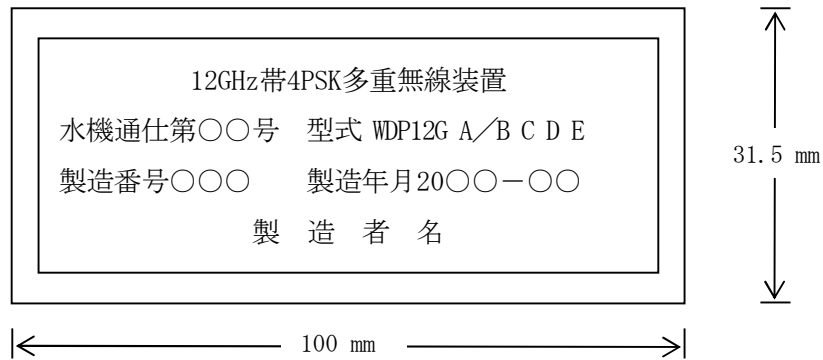 12GHz帯4PSK多重無線装置
水機通仕第○○号　型式 WDP12G A／B C D E
製造番号○○○　　製造年月20○○－○○
製　造　者　名
31.5 mm
100 mm